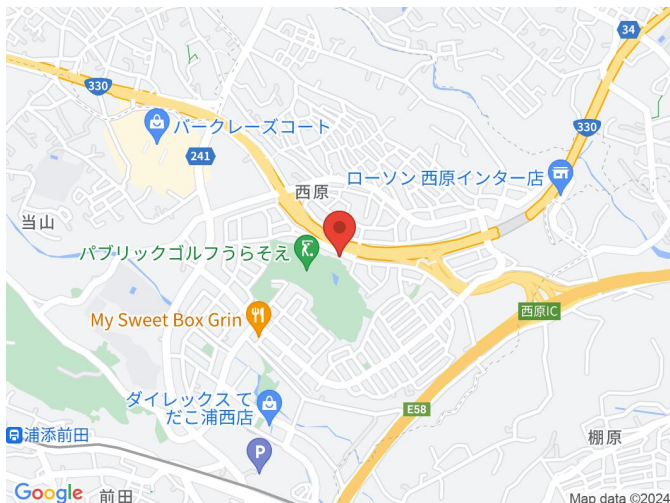 34
330
バークレーズコート
330
241
ローソン 西原インター店
西原
当山
パブリックゴルフうらそえ
西原IC
My Sweet Box Grin
ダイレックス て
だこ浦西店
E58
浦添前田
P
棚原
前田
Google
Map data ©2024